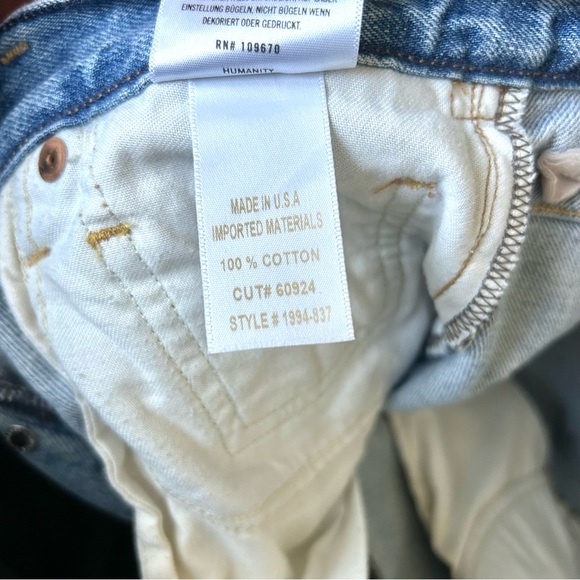 EINSTELLUNG BÜGELN, NICHT BÜGELN WENN
DEKORIERT ODER GEDRUCKT.
RN# 109670
HUMANITY
MADE IN U.S.A
IMPORTED MATERIALS
100 % COTTON
CUT# 60924
STYLE # 1994-837